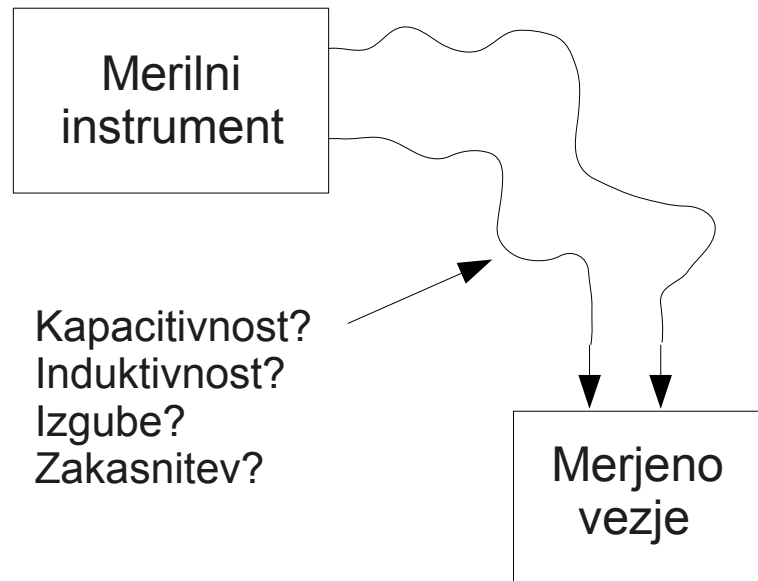 Merilni
instrument
Kapacitivnost?
Induktivnost?
Izgube?
Zakasnitev?
Merjeno
vezje